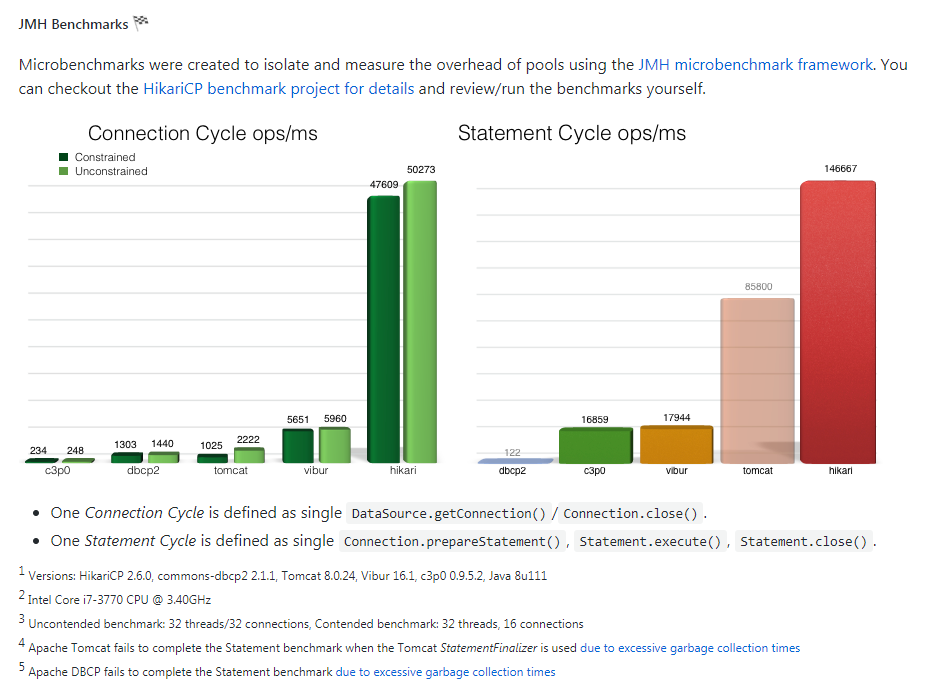 JMH Benchmarks
Microbenchmarks were created to isolate and measure the overhead of pools using the JMH microbenchmark framework. You
can checkout the HikariCP benchmark project for details and review/run the benchmarks yourself.
Connection Cycle ops/ms
Constrained
Unconstrained
234 248 1303 1440 1025 2222 5651 5960 47609 50273
c3p0 dbcp2 tomcat vibur hikari
Statement Cycle ops/ms
122 16859 17944 85800 146667
dbcp2 c3p0 vibur tomcat hikari
• One Connection Cycle is defined as single DataSource.getConnection() / Connection.close() .
• One Statement Cycle is defined as single Connection.prepareStatement() , Statement.execute() , Statement.close() .
1 Versions: HikariCP 2.6.0, commons-dbcp2 2.1.1, Tomcat 8.0.24, Vibur 16.1, c3p0 0.9.5.2, Java 8u111
2 Intel Core i7-3770 CPU @ 3.40GHz
3 Uncontended benchmark: 32 threads/32 connections, Contended benchmark: 32 threads, 16 connections
4 Apache Tomcat fails to complete the Statement benchmark when the Tomcat StatementFinalizer is used due to excessive garbage collection times
5 Apache DBCP fails to complete the Statement benchmark due to excessive garbage collection times